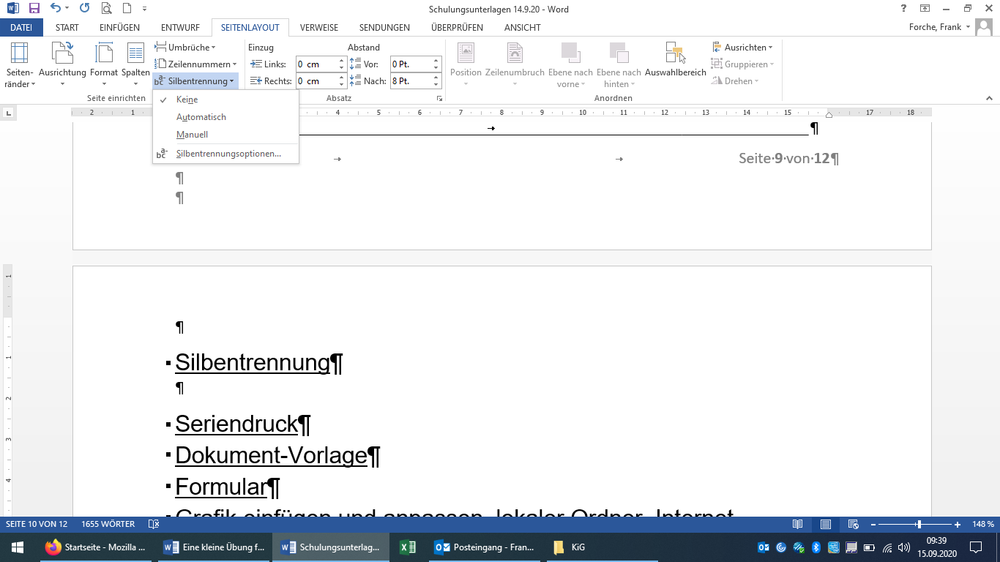 Schulungsunterlagen 14.9.20 - Word
?
DATEI START EINFÜGEN ENTWURF SEITENLAYOUT VERWEISE SENDUNGEN ÜBERPRÜFEN ANSICHT
Forche, Frank
Seiten-
ränder
Ausrichtung
Format
Spalten
Umbrüche
Zeilennummern
Silbentrennung
Seite einrichten
Einzug
Links: 0 cm
Rechts: 0 cm
Abstand
Vor: 0 Pt.
Nach: 8 Pt.
Absatz
Position
Zeilenumbruch
Ebene nach
vorne
Ebene nach
hinten
Auswahlbereich
Ausrichten
Gruppieren
Drehen
Anordnen
Keine
Automatisch
Manuell
Silbentrennungsoptionen...
2 1 4 5 6 7 8 9 10 11 12 13 14 15 17 18
→ ¶
→ → Seite·9·von·12¶
¶
¶
1
1
2
3
4
¶
Silbentrennung¶
¶
Seriendruck¶
Dokument-Vorlage¶
Formular¶
Grafik einfügen und anpassen, lokaler Ordner, Internet
SEITE 10 VON 12 1655 WÖRTER
148 %
Startseite - Mozilla ...
Eine kleine Übung f...
Schulungsunterlag...
Posteingang - Fran...
KiG
09:39
15.09.2020